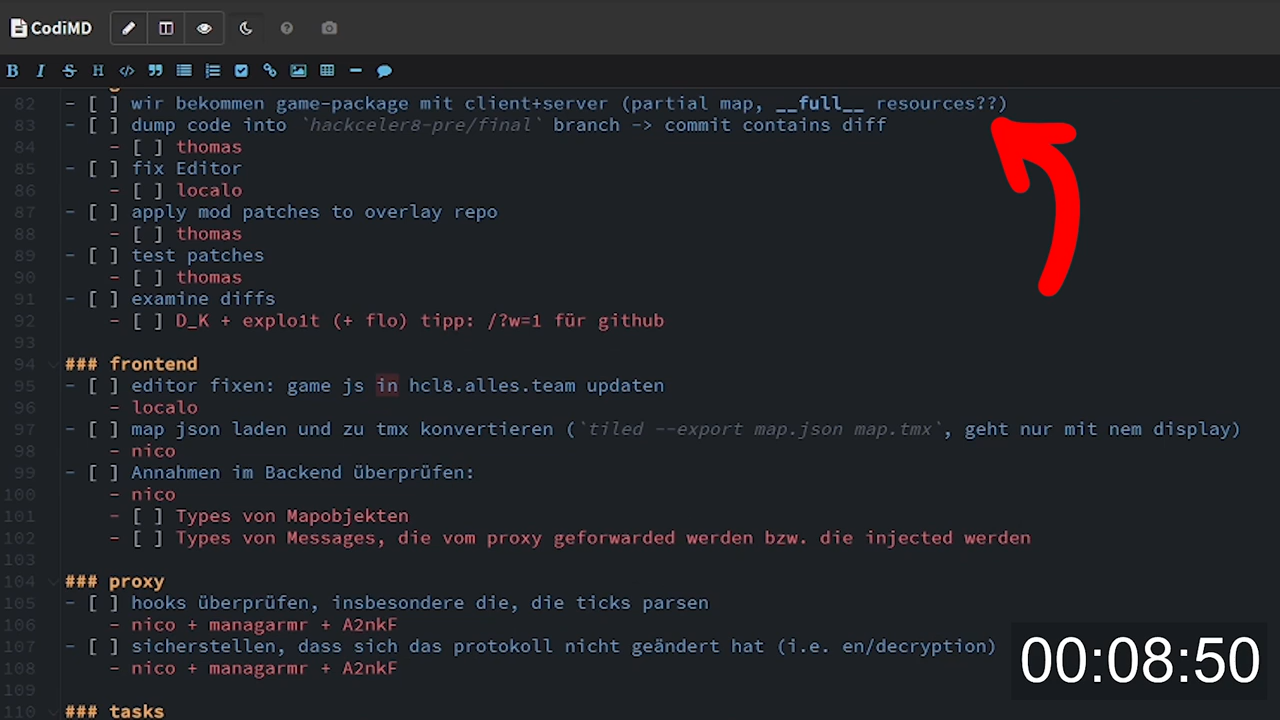 CodiMD
B I S H </>
82 - [ ] wir bekommen game-package mit client+server (partial map, __full__ resources??)
83 - [ ] dump code into `hackceler8-pre/final` branch -> commit contains diff
84 - [ ] thomas
85 - [ ] fix Editor
86 - [ ] localo
87 - [ ] apply mod patches to overlay repo
88 - [ ] thomas
89 - [ ] test patches
90 - [ ] thomas
91 - [ ] examine diffs
92 - [ ] D_K + explo1t (+ flo) tipp: /?w=1 für github
93
94 ### frontend
95 - [ ] editor fixen: game js in hcl8.alles.team updaten
96 - localo
97 - [ ] map json laden und zu tmx konvertieren (`tiled --export map.json map.tmx`, geht nur mit nem display)
98 - nico
99 - [ ] Annahmen im Backend überprüfen:
100 - nico
101 - [ ] Types von Mapobjekten
102 - [ ] Types von Messages, die vom proxy geforwarded werden bzw. die injected werden
103
104 ### proxy
105 - [ ] hooks überprüfen, insbesondere die, die ticks parsen
106 - nico + managarmr + A2nkF
107 - [ ] sicherstellen, dass sich das protokoll nicht geändert hat (i.e. en/decryption)
108 - nico + managarmr + A2nkF
109
110 ### tasks
00:08:50